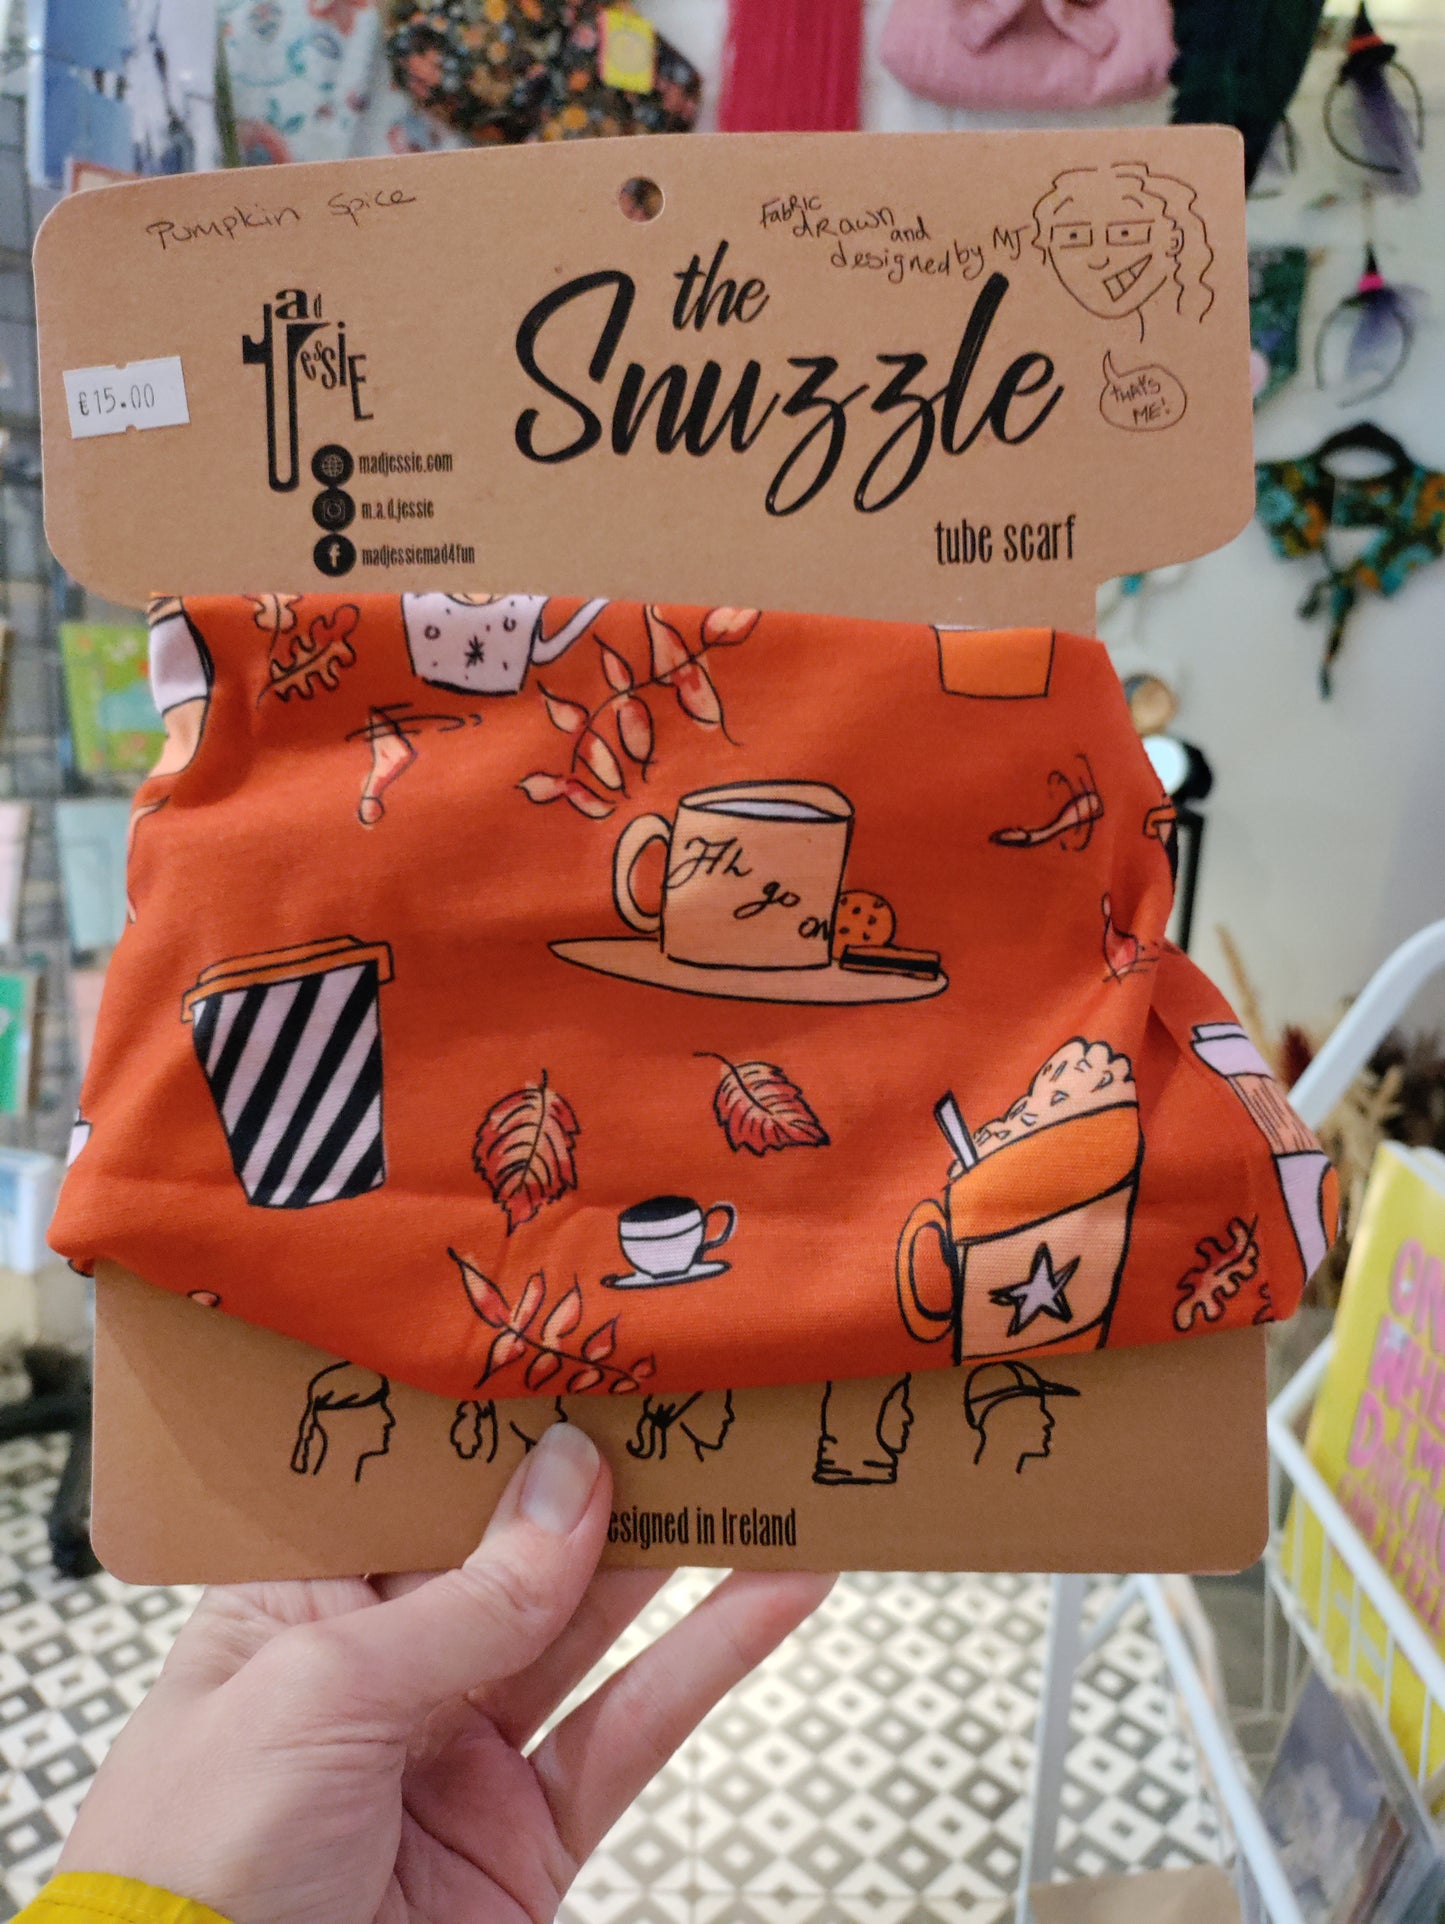 Pumpkin Spice
Fabric
drawn
and
designed by MJ
the
Snuzzle
tube scarf
THAT'S
ME!
Mad
Jessie
€15.00
madjessie.com
m.a.d.jessie
madjessiemad4fun
Ah
go
on
esigned in Ireland